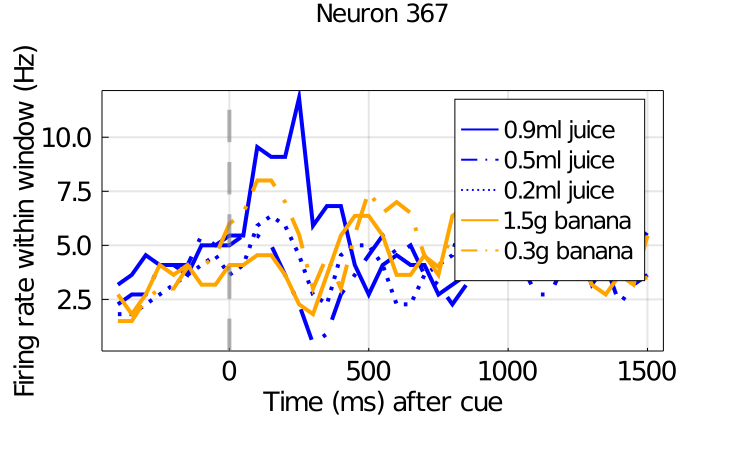 Neuron 367
Firing rate within window (Hz)
10.0
7.5
5.0
2.5
0.9ml juice
0.5ml juice
0.2ml juice
1.5g banana
0.3g banana
0
500
1000
1500
Time (ms) after cue